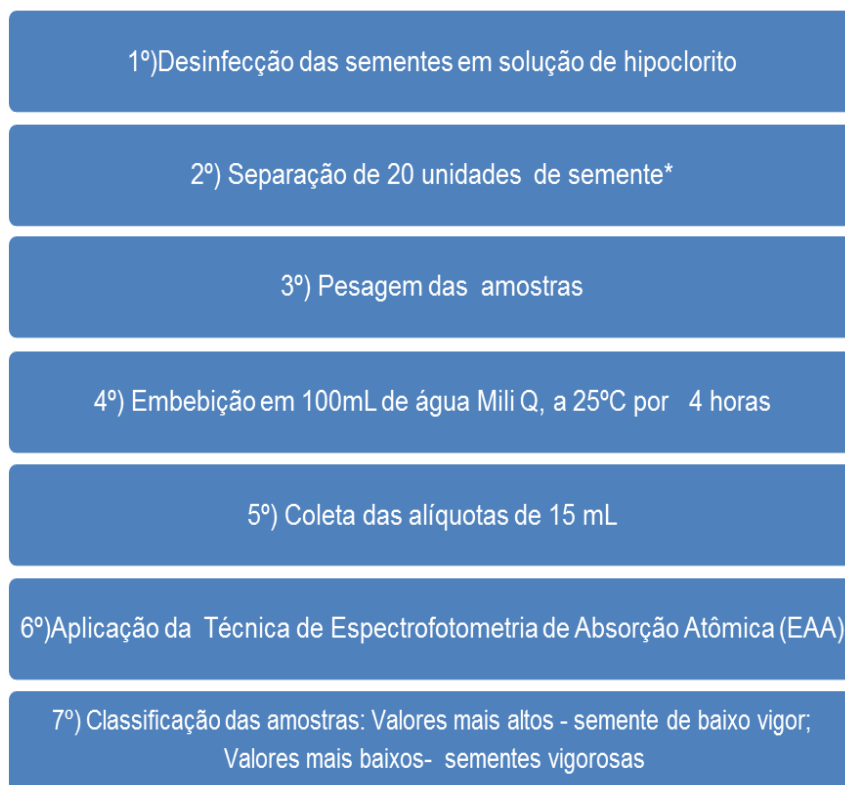 1º)Desinfecção das sementes em solução de hipoclorito
2º) Separação de 20 unidades de semente*
3º) Pesagem das amostras
4º) Embebição em 100mL de água Mili Q, a 25ºC por 4 horas
5º) Coleta das alíquotas de 15 mL
6º)Aplicação da Técnica de Espectrofotometria de Absorção Atômica (EAA)
7º) Classificação das amostras: Valores mais altos - semente de baixo vigor;
Valores mais baixos- sementes vigorosas